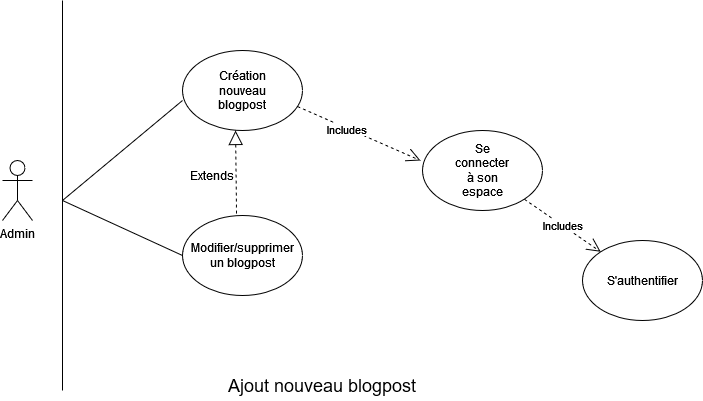 Création
nouveau
blogpost
Includes
Se
connecter
à son
espace
Extends
Admin
Includes
Modifier/supprimer
un blogpost
S'authentifier
Ajout nouveau blogpost